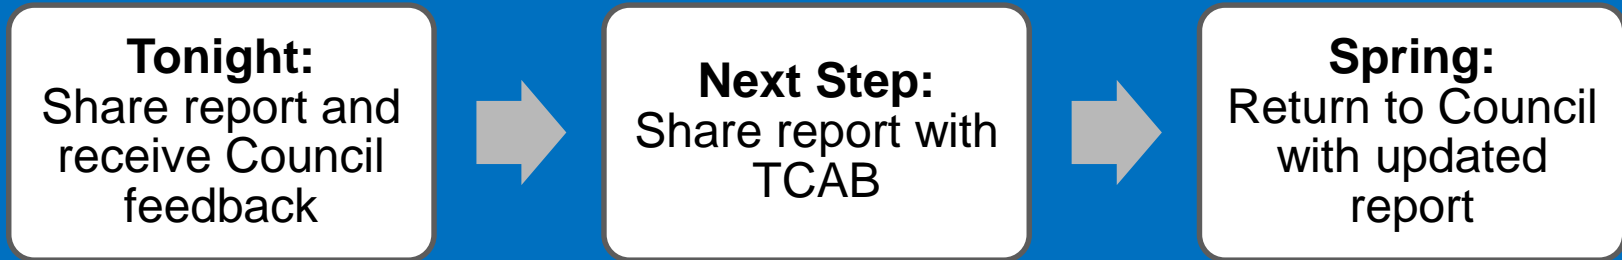 Tonight:
Share report and
receive Council
feedback
Next Step:
Share report with
TCAB
Spring:
Return to Council
with updated
report